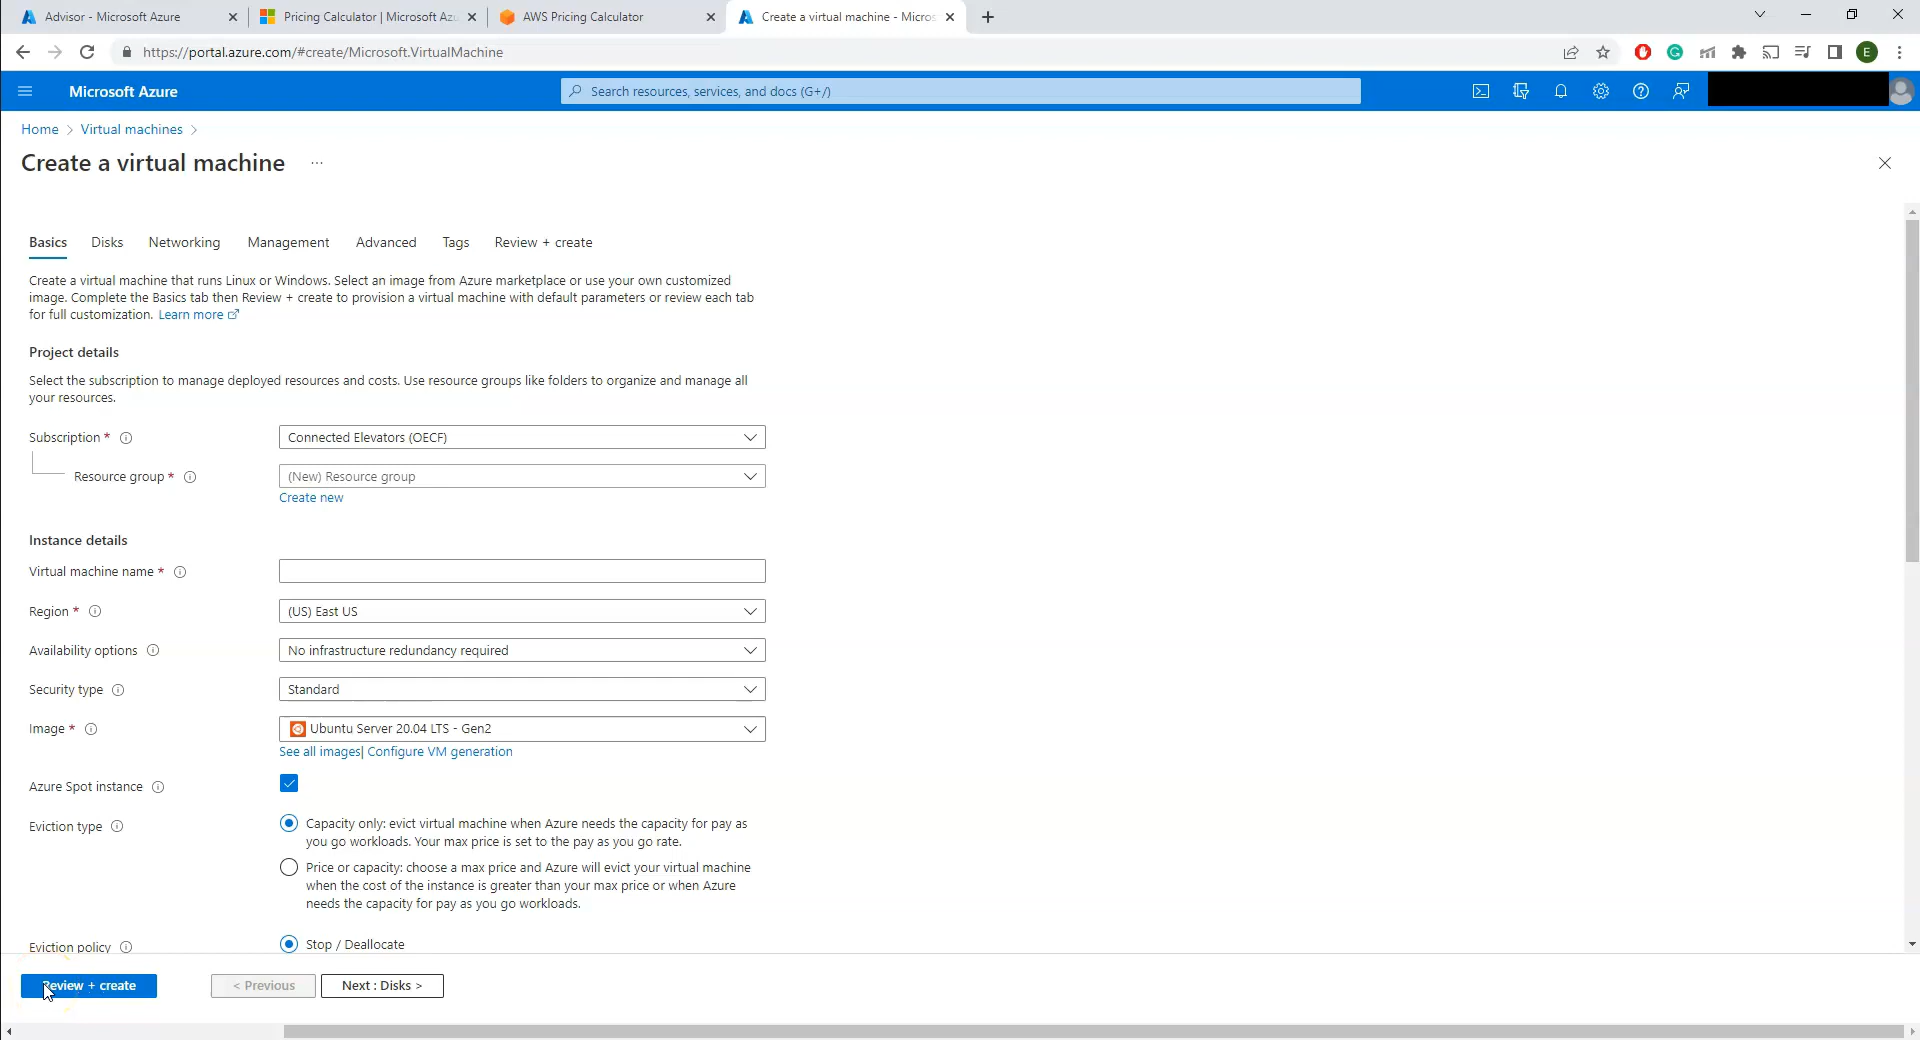 Advisor - Microsoft Azure
Pricing Calculator | Microsoft Azu
AWS Pricing Calculator
Create a virtual machine - Micros
https://portal.azure.com/#create/Microsoft.VirtualMachine
E
Microsoft Azure
Search resources, services, and docs (G+/)
Home > Virtual machines >
Create a virtual machine ...
Basics Disks Networking Management Advanced Tags Review + create
Create a virtual machine that runs Linux or Windows. Select an image from Azure marketplace or use your own customized
image. Complete the Basics tab then Review + create to provision a virtual machine with default parameters or review each tab
for full customization. Learn more
Project details
Select the subscription to manage deployed resources and costs. Use resource groups like folders to organize and manage all
your resources.
Subscription *
Connected Elevators (OECF)
Resource group *
(New) Resource group
Create new
Instance details
Virtual machine name *
Region *
(US) East US
Availability options
No infrastructure redundancy required
Security type
Standard
Image *
Ubuntu Server 20.04 LTS - Gen2
See all images| Configure VM generation
Azure Spot instance
Eviction type
Capacity only: evict virtual machine when Azure needs the capacity for pay as
you go workloads. Your max price is set to the pay as you go rate.
Price or capacity: choose a max price and Azure will evict your virtual machine
when the cost of the instance is greater than your max price or when Azure
needs the capacity for pay as you go workloads.
Eviction policy
Stop / Deallocate
Review + create
< Previous
Next : Disks >